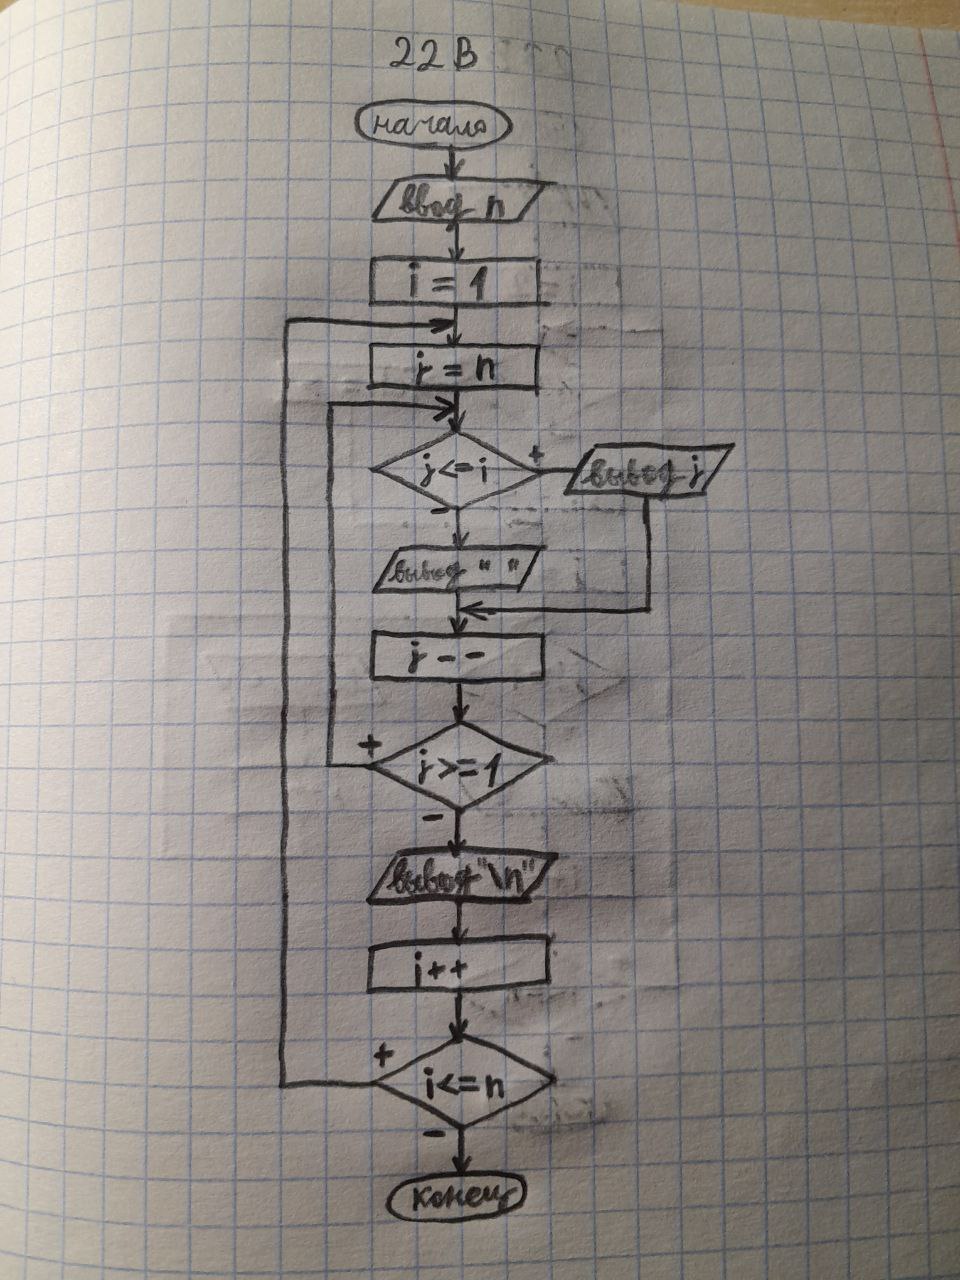 22 В
начало
ввод n
i = 1
j = n
j <= i
+
вывод j
-
вывод " "
j - -
+
j >= 1
-
вывод "\n"
i++
+
i <= n
-
конец